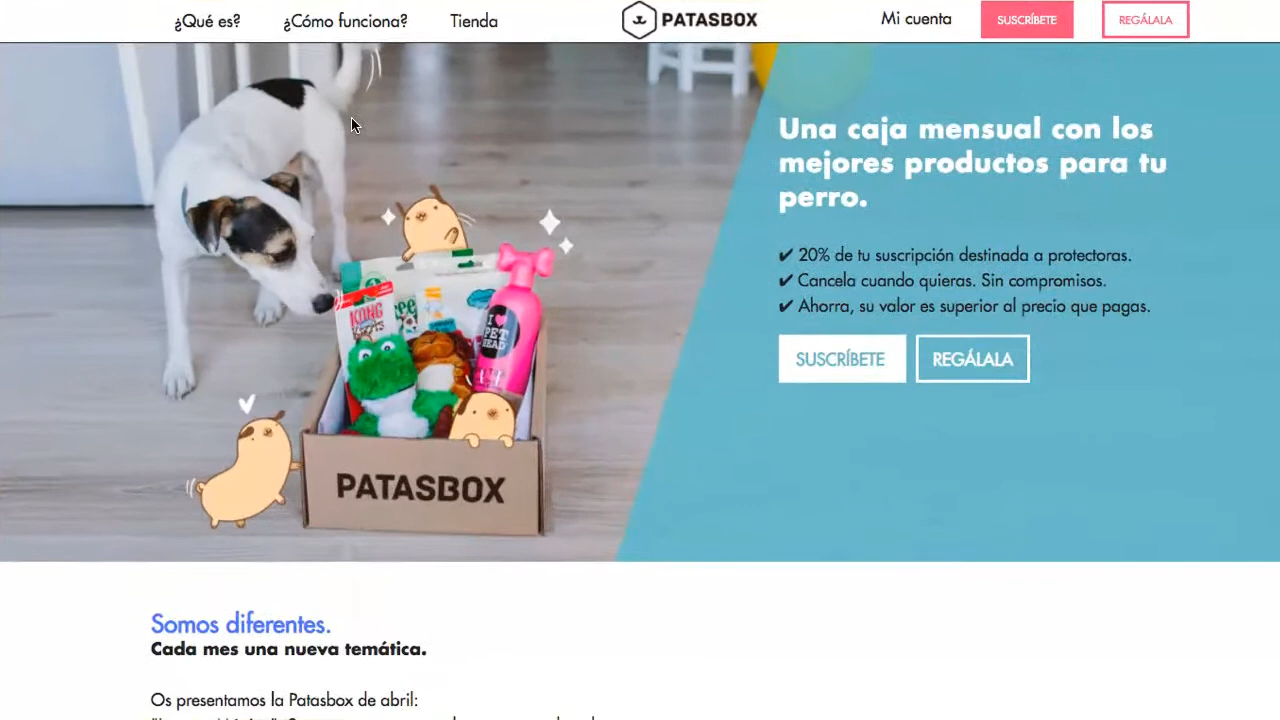 ¿Qué es?
¿Cómo funciona?
Tienda
PATASBOX
Mi cuenta
SUSCRÍBETE
REGÁLALA
Una caja mensual con los
mejores productos para tu
perro.
✔ 20% de tu suscripción destinada a protectoras.
✔ Cancela cuando quieras. Sin compromisos.
✔ Ahorra, su valor es superior al precio que pagas.
SUSCRÍBETE
REGÁLALA
KONG
I
PET
HEAD
PATASBOX
Somos diferentes.
Cada mes una nueva temática.
Os presentamos la Patasbox de abril: